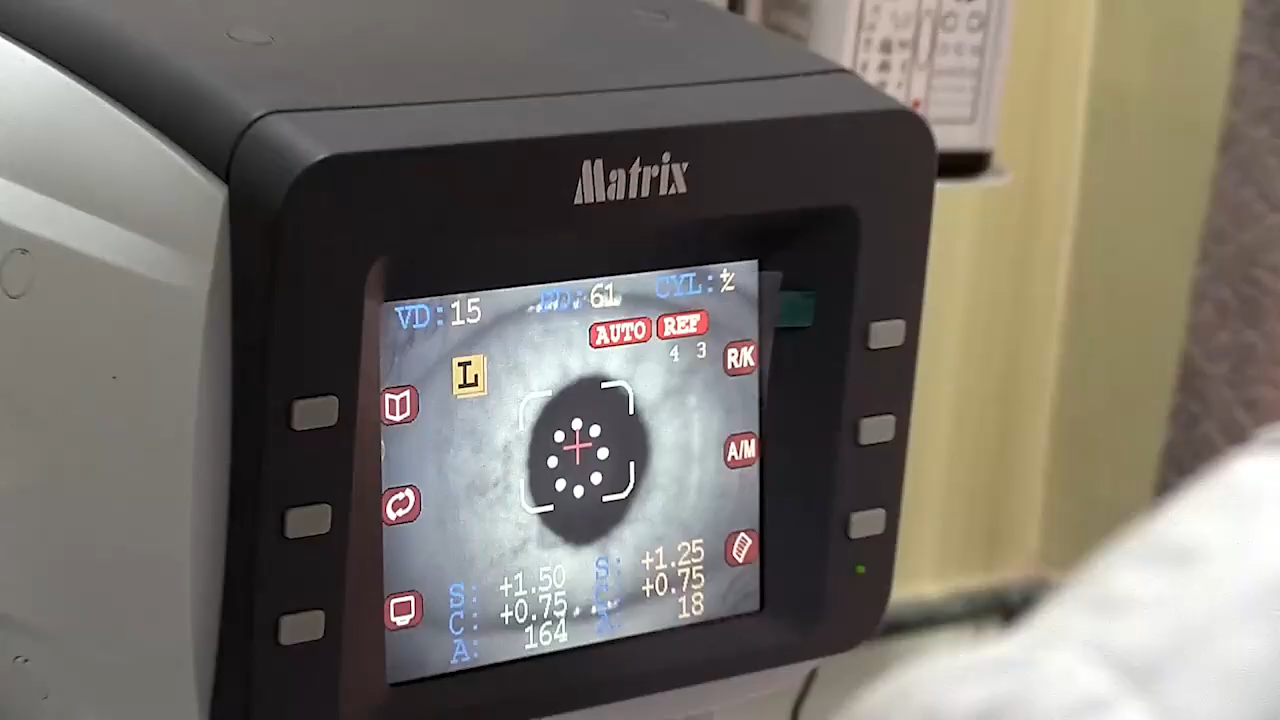 Matrix
VD:15 PD:61 CYL:±
AUTO REF
4 3
R/K
L
A/M
S: +1.50 S: +1.25
C: +0.75 +0.75
A: 164 18